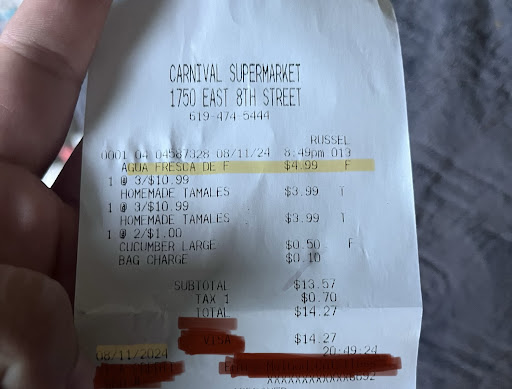 CARNIVAL SUPERMARKET
1750 EAST 8TH STREET
619-474-5444
RUSSEL
0001 04 04587328 08/11/24 8:49pm 013
AGUA FRESCA DE F $4.99 F
1 @ 3/$10.99
HOMEMADE TAMALES $3.99 T
1 @ 3/$10.99
HOMEMADE TAMALES $3.99 T
1 @ 2/$1.00
CUCUMBER LARGE $0.50 F
BAG CHARGE $0.10
SUBTOTAL $13.57
TAX 1 $0.70
TOTAL $14.27
VISA $14.27
08/11/2024 20:49:24